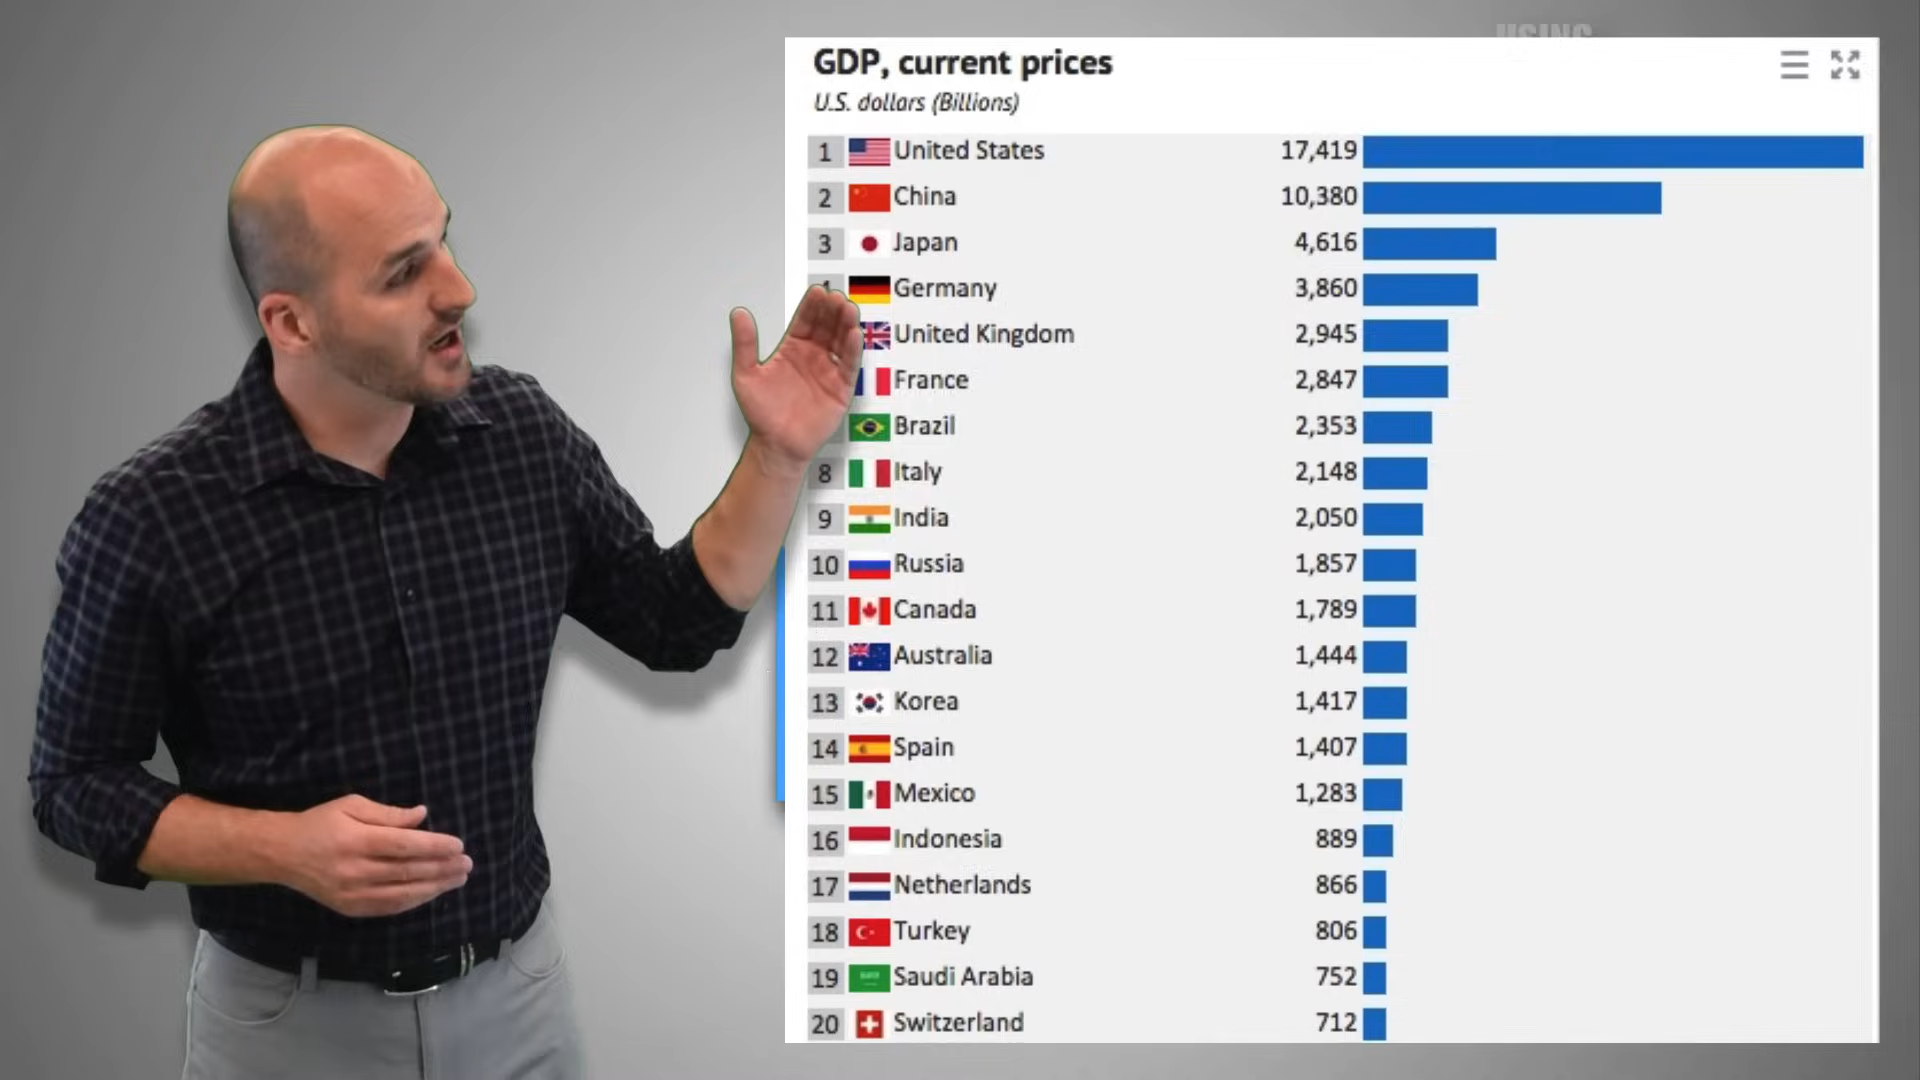 USING
GDP, current prices
U.S. dollars (Billions)
1 United States 17,419
2 China 10,380
3 Japan 4,616
4 Germany 3,860
United Kingdom 2,945
France 2,847
Brazil 2,353
8 Italy 2,148
9 India 2,050
10 Russia 1,857
11 Canada 1,789
12 Australia 1,444
13 Korea 1,417
14 Spain 1,407
15 Mexico 1,283
16 Indonesia 889
17 Netherlands 866
18 Turkey 806
19 Saudi Arabia 752
20 Switzerland 712